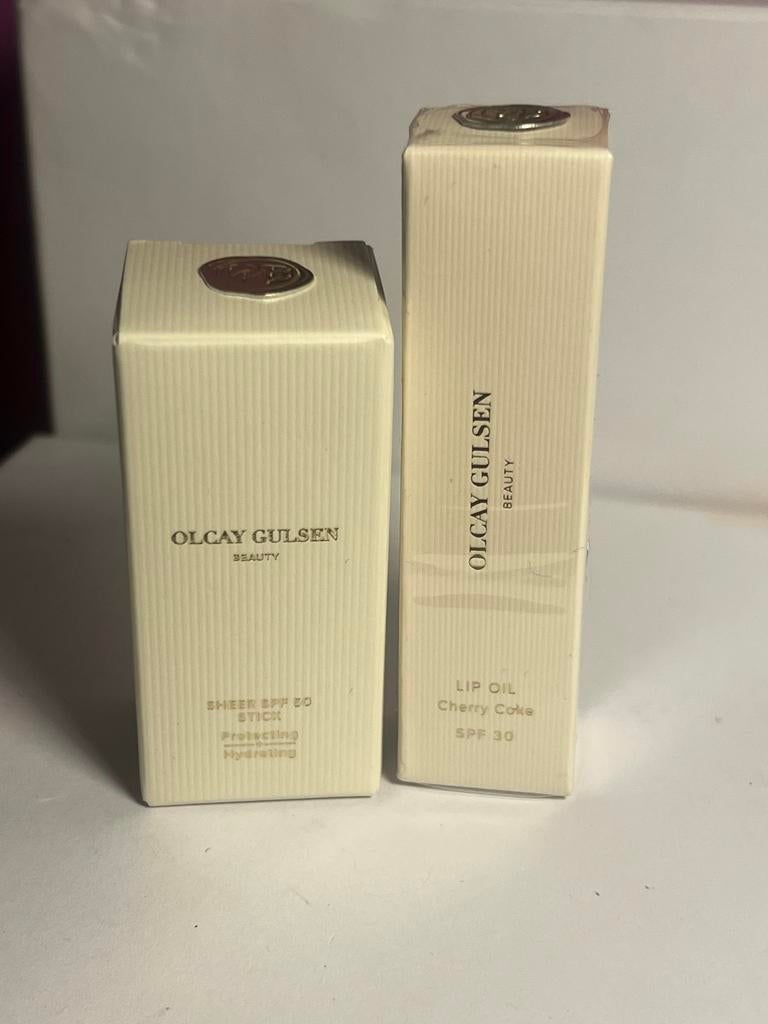 OLCAY GULSEN
BEAUTY
SHEER SPF 50
STICK
Protecting
Hydrating
OLCAY GULSEN
BEAUTY
LIP OIL
Cherry Coke
SPF 30